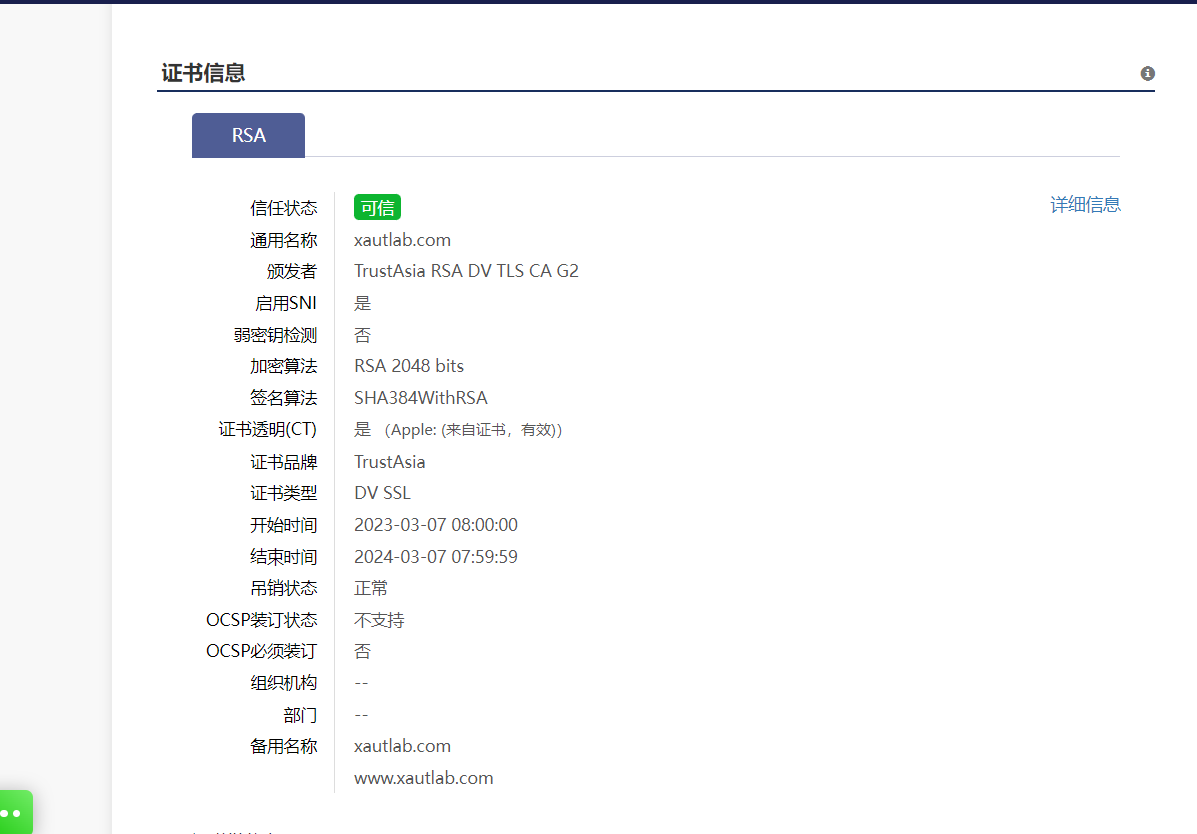 证书信息
RSA
信任状态 可信 详细信息
通用名称 xautlab.com
颁发者 TrustAsia RSA DV TLS CA G2
启用SNI 是
弱密钥检测 否
加密算法 RSA 2048 bits
签名算法 SHA384WithRSA
证书透明(CT) 是 （Apple: (来自证书，有效)）
证书品牌 TrustAsia
证书类型 DV SSL
开始时间 2023-03-07 08:00:00
结束时间 2024-03-07 07:59:59
吊销状态 正常
OCSP装订状态 不支持
OCSP必须装订 否
组织机构 --
部门 --
备用名称 xautlab.com
www.xautlab.com